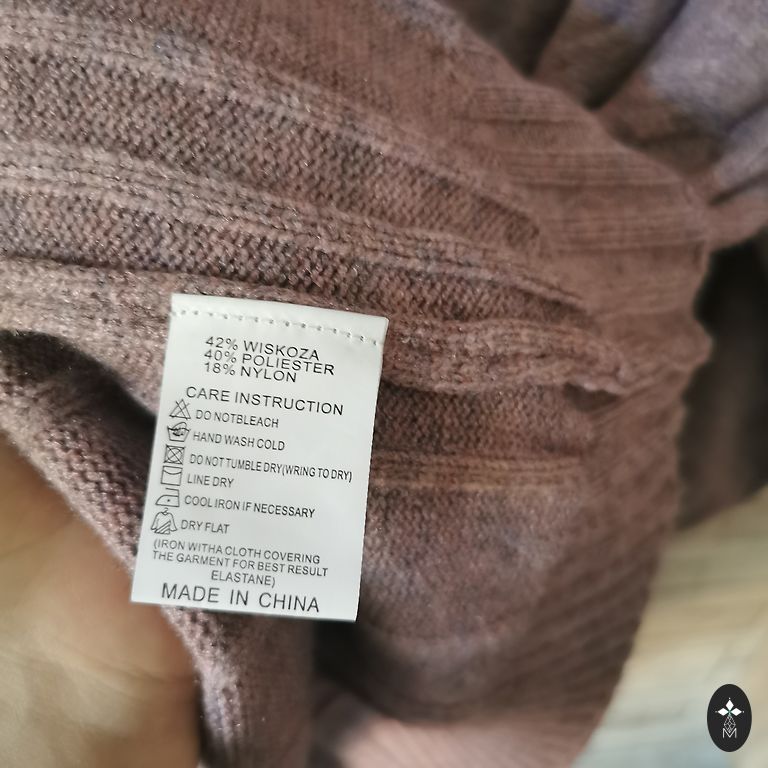 42% WISKOZA
40% POLIESTER
18% NYLON
CARE INSTRUCTION
DO NOTBLEACH
HAND WASH COLD
DO NOT TUMBLE DRY(WRING TO DRY)
LINE DRY
COOL IRON IF NECESSARY
DRY FLAT
(IRON WITHA CLOTH COVERING
THE GARMENT FOR BEST RESULT
ELASTANE)
MADE IN CHINA
M